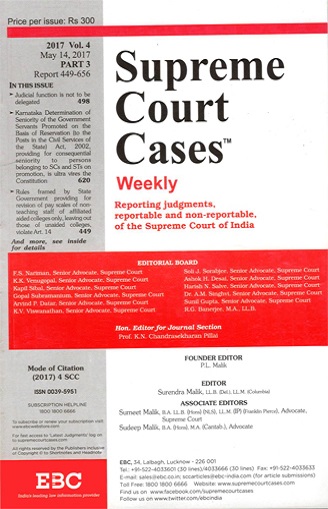 Price per issue: Rs 300
2017 Vol. 4
May 14, 2017
PART 3
Report 449-656
IN THIS ISSUE
► Judicial function is not to be
delegated 498
► Karnataka Determination of
Seniority of the Government
Servants Promoted on the
Basis of Reservation (to the
Posts in the Civil Services of
the State) Act, 2002,
providing for consequential
seniority to persons
belonging to SCs and STs
on promotion, is ultra vires the
Constitution 620
► Rules framed by State
Government providing for
revision of pay scales of non-
teaching staff of affiliated
aided colleges only, leaving out
those of unaided colleges,
violate Art. 14 449
And more, see inside
for details
Supreme
Court
Cases™
Weekly
Reporting judgments,
reportable and non-reportable,
of the Supreme Court of India
EDITORIAL BOARD
F.S. Nariman, Senior Advocate, Supreme Court
K.K. Venugopal, Senior Advocate, Supreme Court
Kapil Sibal, Senior Advocate, Supreme Court
Gopal Subramanium, Senior Advocate, Supreme Court
Arvind P. Datar, Senior Advocate, Supreme Court
K.V. Viswanathan, Senior Advocate, Supreme Court
Soli J. Sorabjee, Senior Advocate, Supreme Court
Ashok H. Desai, Senior Advocate, Supreme Court
Harish N. Salve, Senior Advocate, Supreme Court
Dr. A.M. Singhvi, Senior Advocate, Supreme Court
Sunil Gupta, Senior Advocate, Supreme Court
R.G. Banerjee, M.A., LL.B.
Hon. Editor for Journal Section
Prof. K.N. Chandrasekharan Pillai
Mode of Citation
(2017) 4 SCC
ISSN 0039-5951
SUBSCRIPTION HELPLINE
1800 1800 6666
To subscribe or renew your subscription visit:
www.ebcwebstore.com
For fast access to 'Latest Judgments' log on
to supremecourtcases.com
All rights reserved by the Publishers inclusive
of Copyright © to Shortnotes and Headnotes
EBC
India's leading law information provider
FOUNDER EDITOR
P.L. Malik
EDITOR
Surendra Malik, LL.B. (Del.), LL.M. (Columbia)
ASSOCIATE EDITORS
Sumeet Malik, B.A. LL.B. (Hons) (NLS), LL.M. (IP) (Franklin Pierce), Advocate,
Supreme Court
Sudeep Malik, B.A. (Hons), M.A. (Cantab.), Advocate
EBC, 34, Lalbagh, Lucknow - 226 001
Tel.: +91-522-4033601 (30 lines)/4033666 (30 lines) Fax: +91-522-4033633
E-mail: sales@ebc.co.in; socarticles@ebc-india.com (for article submissions)
Toll Free: 1800 1800 6666 Website: www.supremecourtcases.com
Find us on www.facebook.com/supremecourtcases
Follow us on www.twitter.com/ebcindia